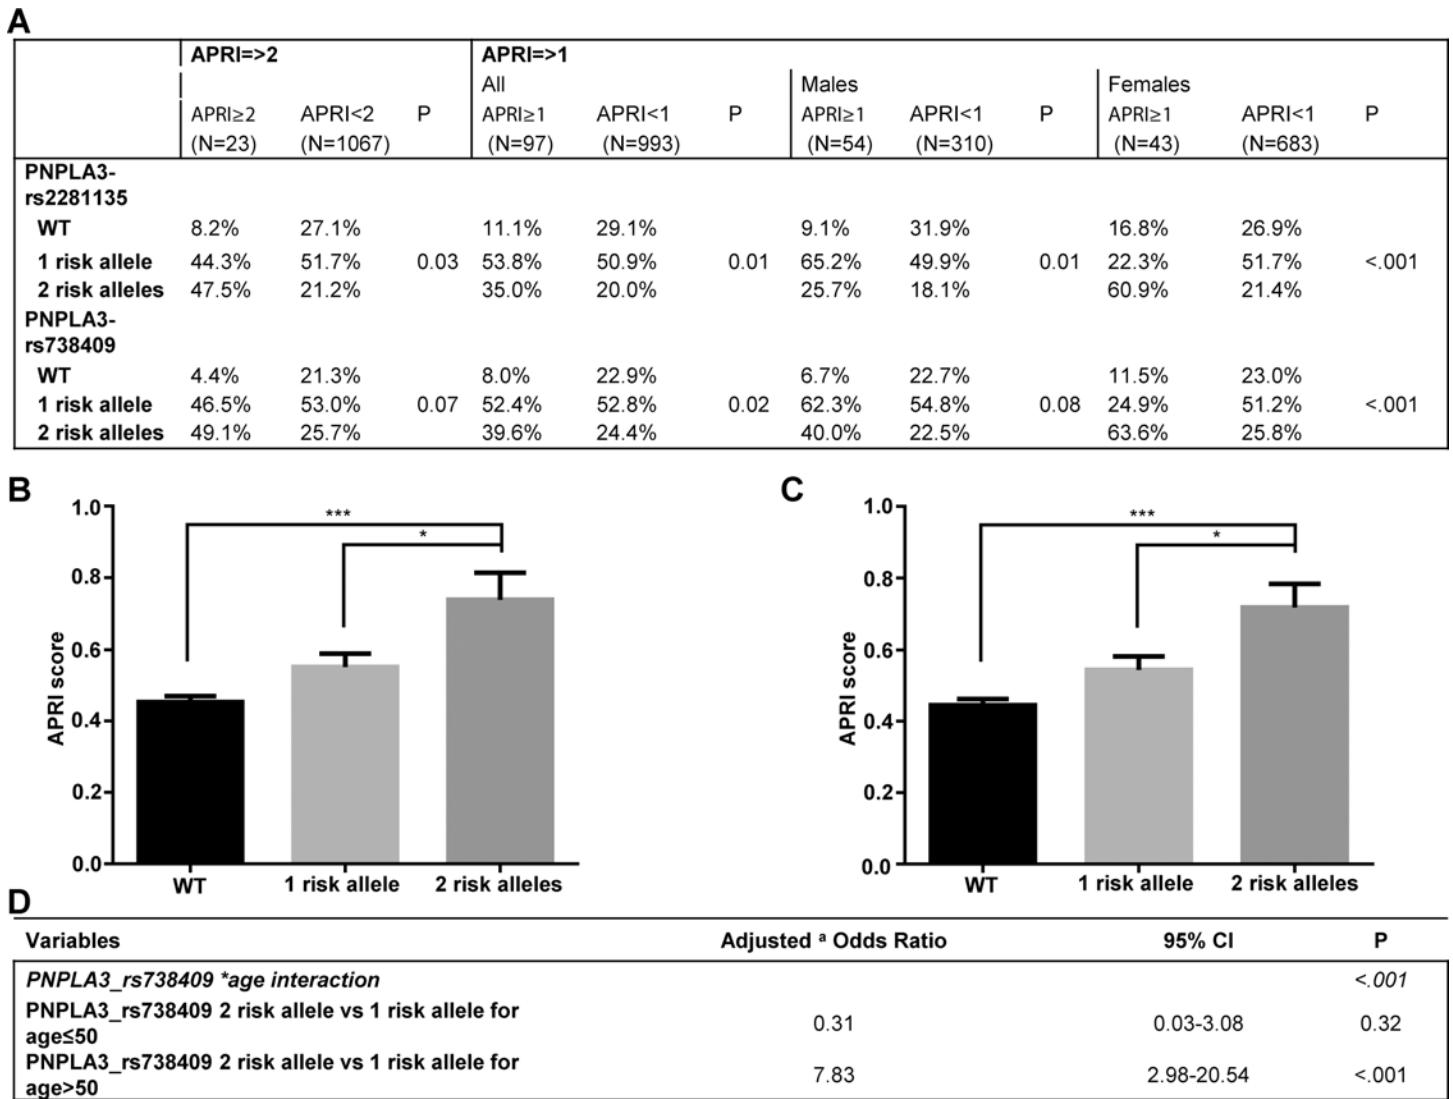 A
APRI=>2 APRI=>1
All Males Females
APRI≥2 APRI<2 P APRI≥1 APRI<1 P APRI≥1 APRI<1 P APRI≥1 APRI<1 P
(N=23) (N=1067) (N=97) (N=993) (N=54) (N=310) (N=43) (N=683)
PNPLA3-
rs2281135
WT 8.2% 27.1% 11.1% 29.1% 9.1% 31.9% 16.8% 26.9%
1 risk allele 44.3% 51.7% 0.03 53.8% 50.9% 0.01 65.2% 49.9% 0.01 22.3% 51.7% <.001
2 risk alleles 47.5% 21.2% 35.0% 20.0% 25.7% 18.1% 60.9% 21.4%
PNPLA3-
rs738409
WT 4.4% 21.3% 8.0% 22.9% 6.7% 22.7% 11.5% 23.0%
1 risk allele 46.5% 53.0% 0.07 52.4% 52.8% 0.02 62.3% 54.8% 0.08 24.9% 51.2% <.001
2 risk alleles 49.1% 25.7% 39.6% 24.4% 40.0% 22.5% 63.6% 25.8%
B
1.0
0.8
0.6
0.4
0.2
0.0
APRI score
***
*
WT 1 risk allele 2 risk alleles
C
1.0
0.8
0.6
0.4
0.2
0.0
APRI score
***
*
WT 1 risk allele 2 risk alleles
D
Variables Adjusted ᵃ Odds Ratio 95% CI P
PNPLA3_rs738409 *age interaction <.001
PNPLA3_rs738409 2 risk allele vs 1 risk allele for
age≤50 0.31 0.03-3.08 0.32
PNPLA3_rs738409 2 risk allele vs 1 risk allele for
age>50 7.83 2.98-20.54 <.001